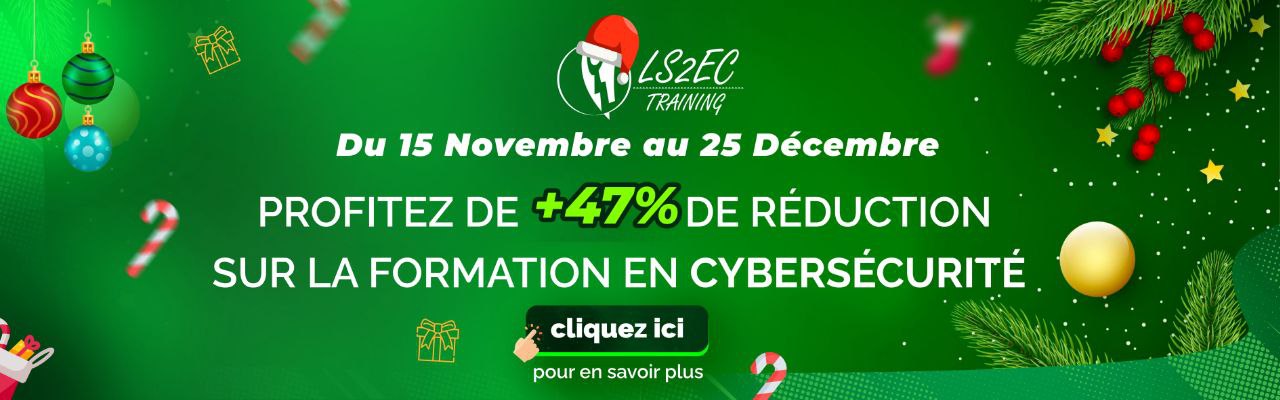 LS2EC
TRAINING
Du 15 Novembre au 25 Décembre
PROFITEZ DE +47% DE RÉDUCTION
SUR LA FORMATION EN CYBERSÉCURITÉ
cliquez ici
pour en savoir plus